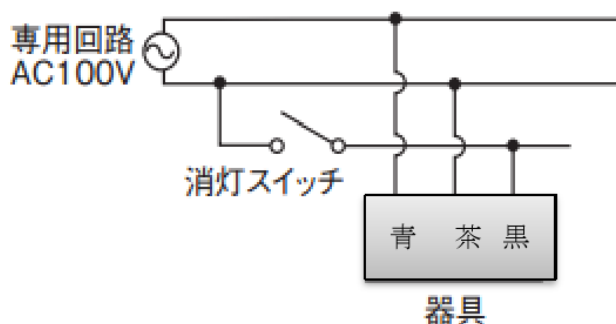 専用回路
AC100V
消灯スイッチ
青 茶 黒
器具